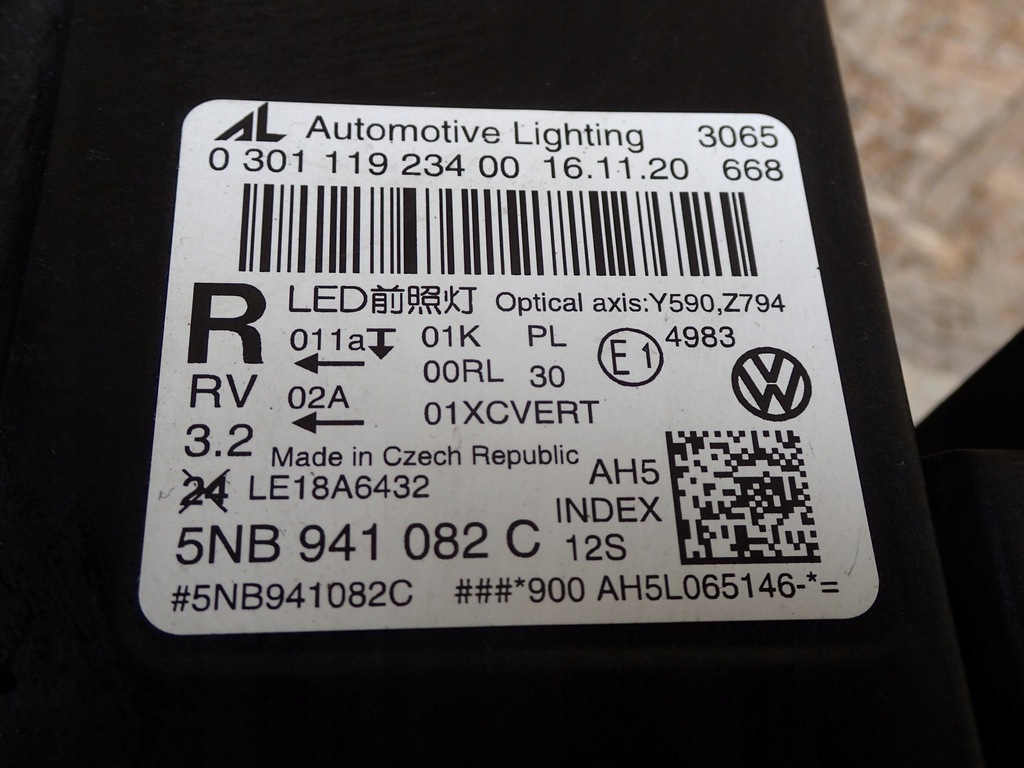 AL Automotive Lighting 3065
0 301 119 234 00 16.11.20 668
R LED前照灯 Optical axis:Y590,Z794
011a 01K PL E1 4983
RV 02A 00RL 30
01XCVERT
3.2 Made in Czech Republic AH5
24 LE18A6432 INDEX
5NB 941 082 C 12S
#5NB941082C ###*900 AH5L065146-*=